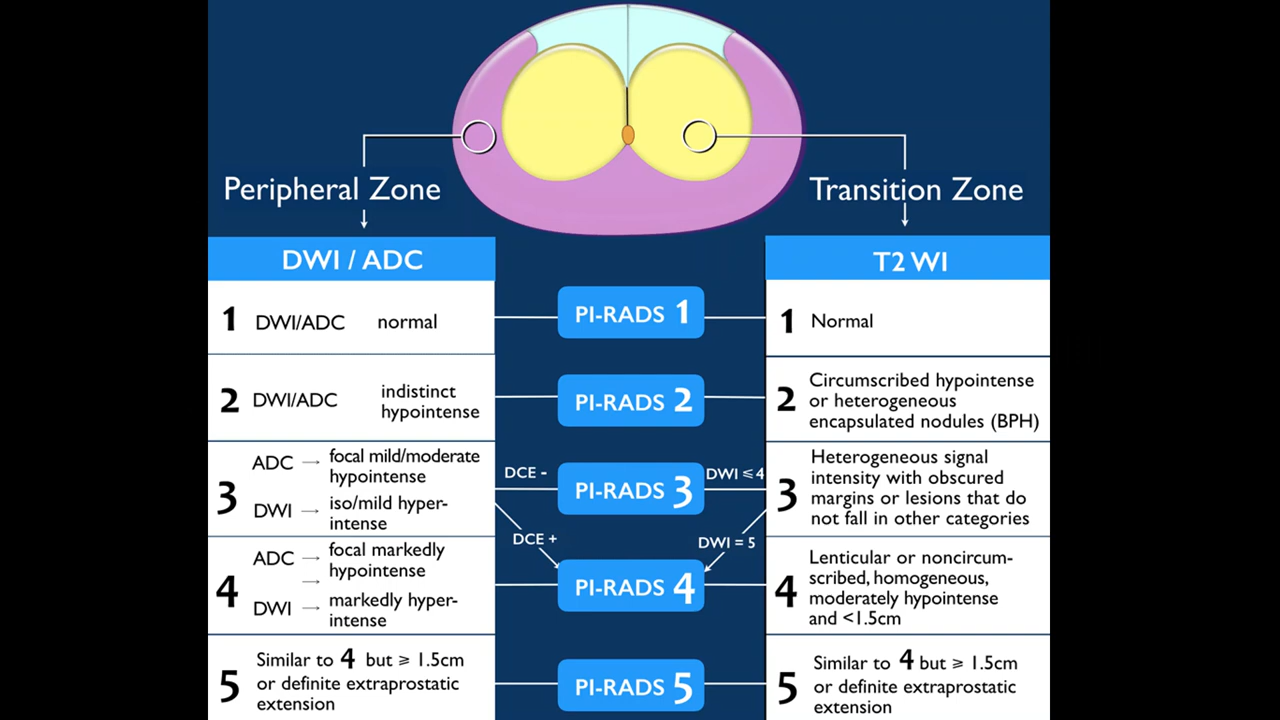 Peripheral Zone
DWI / ADC
1 DWI/ADC normal
2 DWI/ADC indistinct
hypointense
3 ADC → focal mild/moderate
hypointense
DWI → iso/mild hyper-
intense
4 ADC → focal markedly
hypointense
→
DWI → markedly hyper-
intense
5 Similar to 4 but ⩾ 1.5cm
or definite extraprostatic
extension
PI-RADS 1
PI-RADS 2
DCE -
PI-RADS 3
DWI ⩽ 4
DCE +
DWI = 5
PI-RADS 4
PI-RADS 5
Transition Zone
T2 WI
1 Normal
2 Circumscribed hypointense
or heterogeneous
encapsulated nodules (BPH)
3 Heterogeneous signal
intensity with obscured
margins or lesions that do
not fall in other categories
4 Lenticular or noncircum-
scribed, homogeneous,
moderately hypointense
and <1.5cm
5 Similar to 4 but ⩾ 1.5cm
or definite extraprostatic
extension